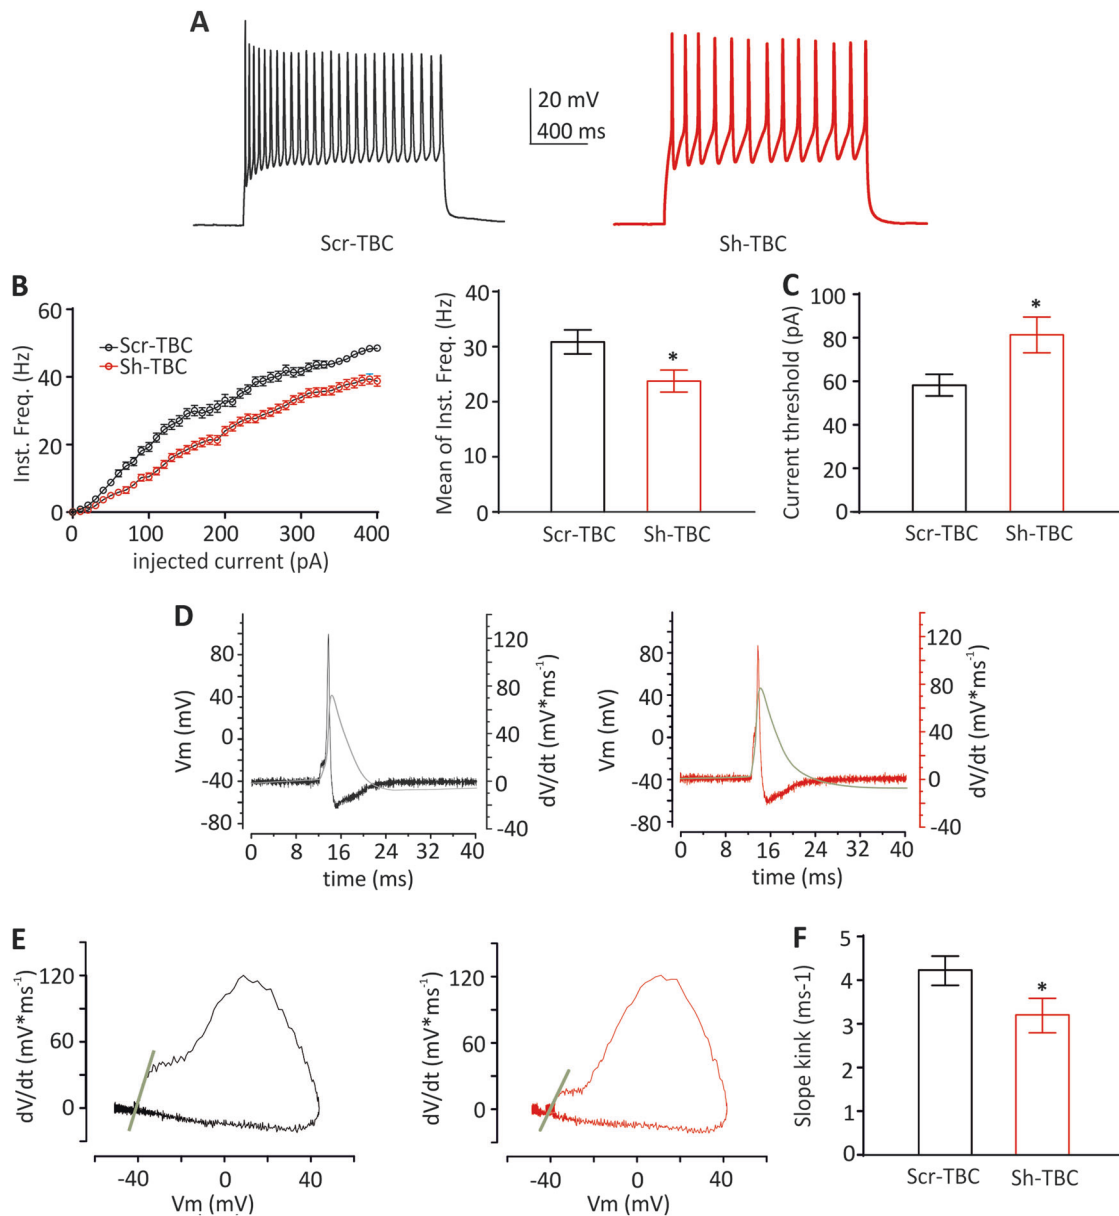 A
20 mV
400 ms
Scr-TBC
Sh-TBC
B
Inst. Freq. (Hz)
60
40
20
0
Scr-TBC
Sh-TBC
0 100 200 300 400
injected current (pA)
Mean of Inst. Freq. (Hz)
40
30
20
10
0
Scr-TBC Sh-TBC
*
C
Current threshold (pA)
100
80
60
40
20
0
*
Scr-TBC Sh-TBC
D
Vm (mV)
80
40
0
-40
-80
120
80
40
0
-40
dV/dt (mV*ms-1)
0 8 16 24 32 40
time (ms)
Vm (mV)
80
40
0
-40
-80
120
80
40
0
-40
dV/dt (mV*ms-1)
0 8 16 24 32 40
time (ms)
E
dV/dt (mV*ms-1)
120
60
0
-40 0 40
Vm (mV)
dV/dt (mV*ms-1)
120
60
0
-40 0 40
Vm (mV)
F
Slope kink (ms-1)
5
4
3
2
1
0
*
Scr-TBC Sh-TBC